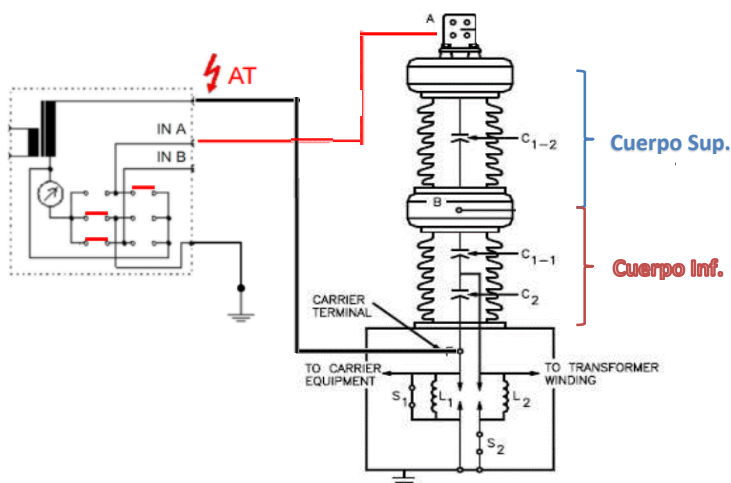 A
AT
IN A
IN B
C1-2
Cuerpo Sup.
B
C1-1
Cuerpo Inf.
C2
CARRIER
TERMINAL
TO CARRIER
EQUIPMENT
TO TRANSFORMER
WINDING
S1
L1
L2
S2